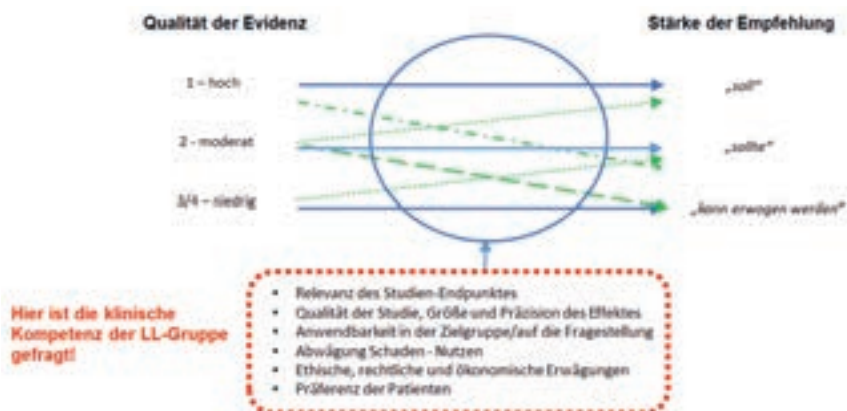 Qualität der Evidenz
Stärke der Empfehlung
1 – hoch
„soll“
2 - moderat
„sollte“
3/4 – niedrig
„kann erwogen werden“
Hier ist die klinische
Kompetenz der LL-Gruppe
gefragt!
• Relevanz des Studien-Endpunktes
• Qualität der Studie, Größe und Präzision des Effektes
• Anwendbarkeit in der Zielgruppe/auf die Fragestellung
• Abwägung Schaden - Nutzen
• Ethische, rechtliche und ökonomische Erwägungen
• Präferenz der Patienten